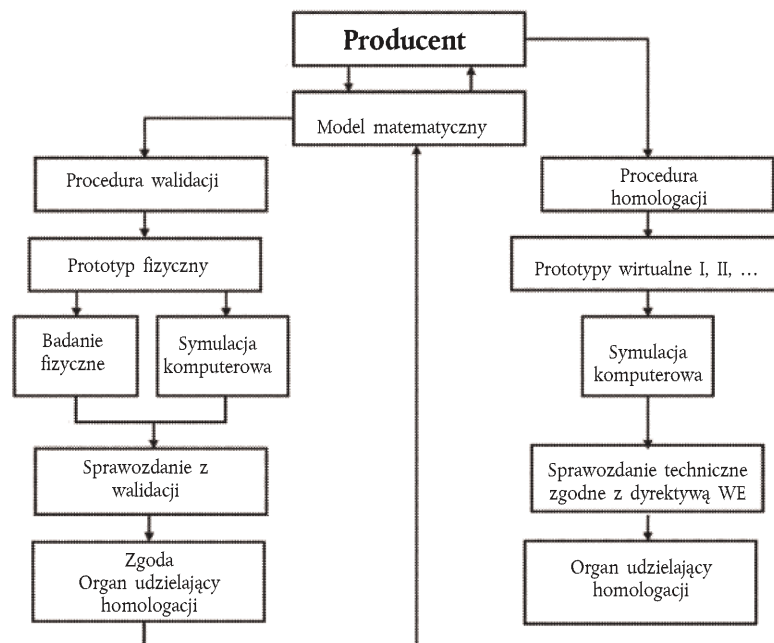 Producent
Model matematyczny
Procedura walidacji
Prototyp fizyczny
Badanie
fizyczne
Symulacja
komputerowa
Sprawozdanie z
walidacji
Zgoda
Organ udzielający
homologacji
Procedura
homologacji
Prototypy wirtualne I, II, ...
Symulacja
komputerowa
Sprawozdanie techniczne
zgodne z dyrektywą WE
Organ udzielający
homologacji